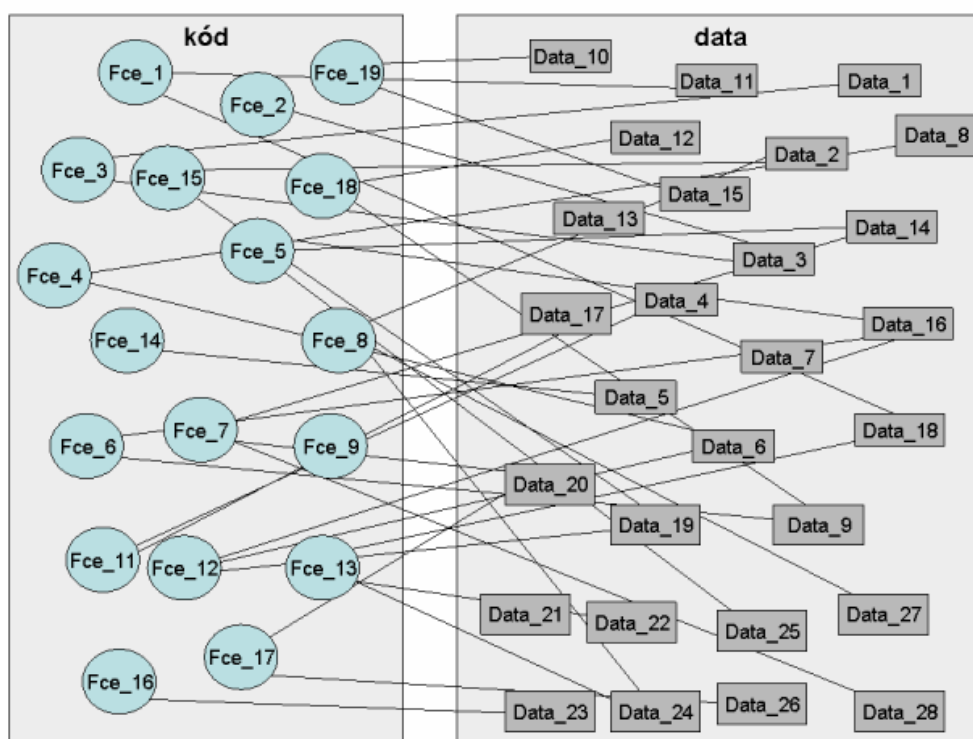 kód
Fce_1
Fce_19
Fce_2
Fce_3
Fce_15
Fce_18
Fce_5
Fce_4
Fce_14
Fce_8
Fce_7
Fce_6
Fce_9
Fce_11
Fce_12
Fce_13
Fce_17
Fce_16
data
Data_10
Data_11
Data_1
Data_12
Data_8
Data_2
Data_15
Data_13
Data_14
Data_3
Data_4
Data_17
Data_16
Data_7
Data_5
Data_18
Data_6
Data_20
Data_19
Data_9
Data_21
Data_22
Data_27
Data_25
Data_23
Data_24
Data_26
Data_28